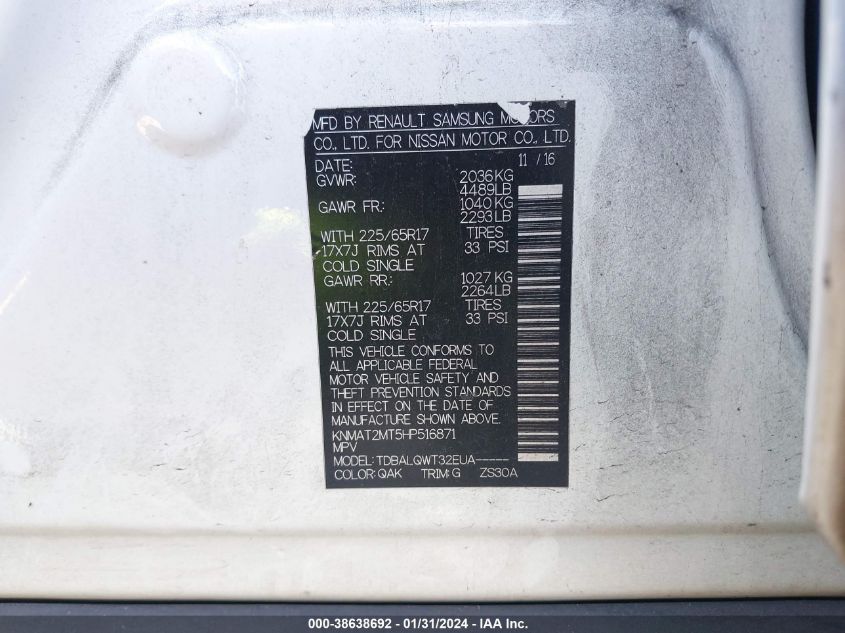 MFD BY RENAULT SAMSUNG MOTORS
CO., LTD. FOR NISSAN MOTOR CO., LTD.
DATE: 11 / 16
GVWR: 2036KG
4489LB
GAWR FR.: 1040KG
2293LB
WITH 225/65R17 TIRES
17X7J RIMS AT 33 PSI
COLD SINGLE
GAWR RR.: 1027 KG
2264LB
WITH 225/65R17 TIRES
17X7J RIMS AT 33 PSI
COLD SINGLE
THIS VEHICLE CONFORMS TO
ALL APPLICABLE FEDERAL
MOTOR VEHICLE SAFETY AND
THEFT PREVENTION STANDARDS
IN EFFECT ON THE DATE OF
MANUFACTURE SHOWN ABOVE.
KNMAT2MT5HP516871
MPV
MODEL: TDBALQWT32EUA-----
COLOR: QAK TRIM: G ZS30A
000-38638692 - 01/31/2024 - IAA Inc.